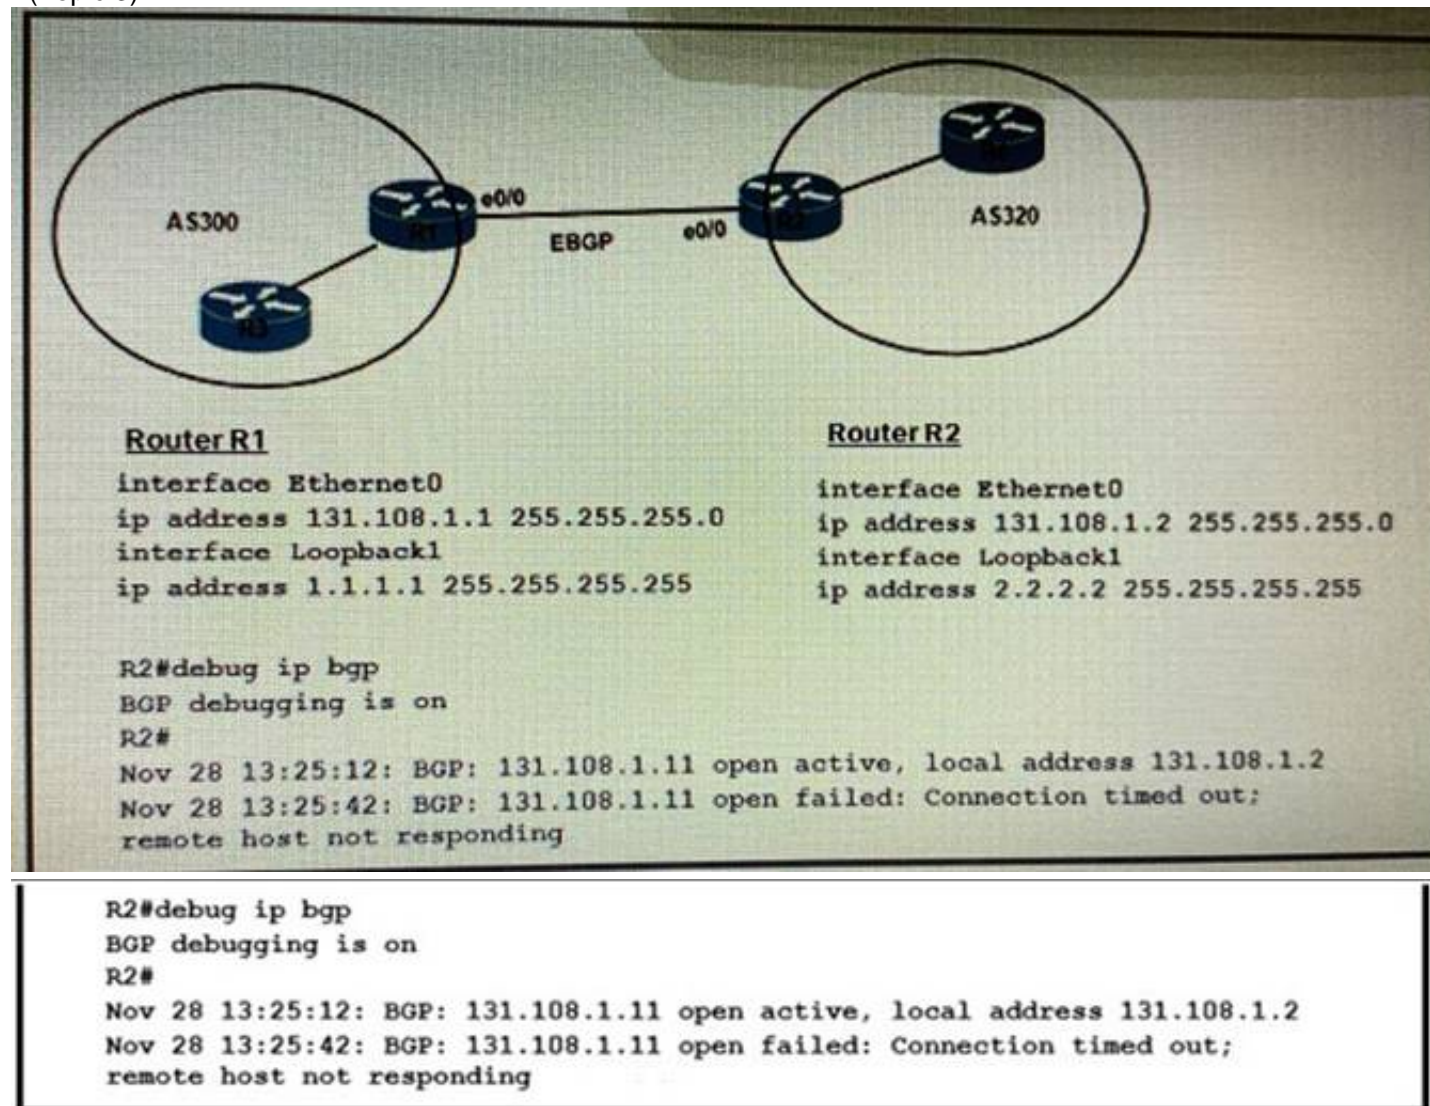 e0/0
AS300
R1
EBGP
e0/0
R2
AS320
R3
Router R1
interface Ethernet0
ip address 131.108.1.1 255.255.255.0
interface Loopback1
ip address 1.1.1.1 255.255.255.255
Router R2
interface Ethernet0
ip address 131.108.1.2 255.255.255.0
interface Loopback1
ip address 2.2.2.2 255.255.255.255
R2#debug ip bgp
BGP debugging is on
R2#
Nov 28 13:25:12: BGP: 131.108.1.11 open active, local address 131.108.1.2
Nov 28 13:25:42: BGP: 131.108.1.11 open failed: Connection timed out;
remote host not responding
R2#debug ip bgp
BGP debugging is on
R2#
Nov 28 13:25:12: BGP: 131.108.1.11 open active, local address 131.108.1.2
Nov 28 13:25:42: BGP: 131.108.1.11 open failed: Connection timed out;
remote host not responding